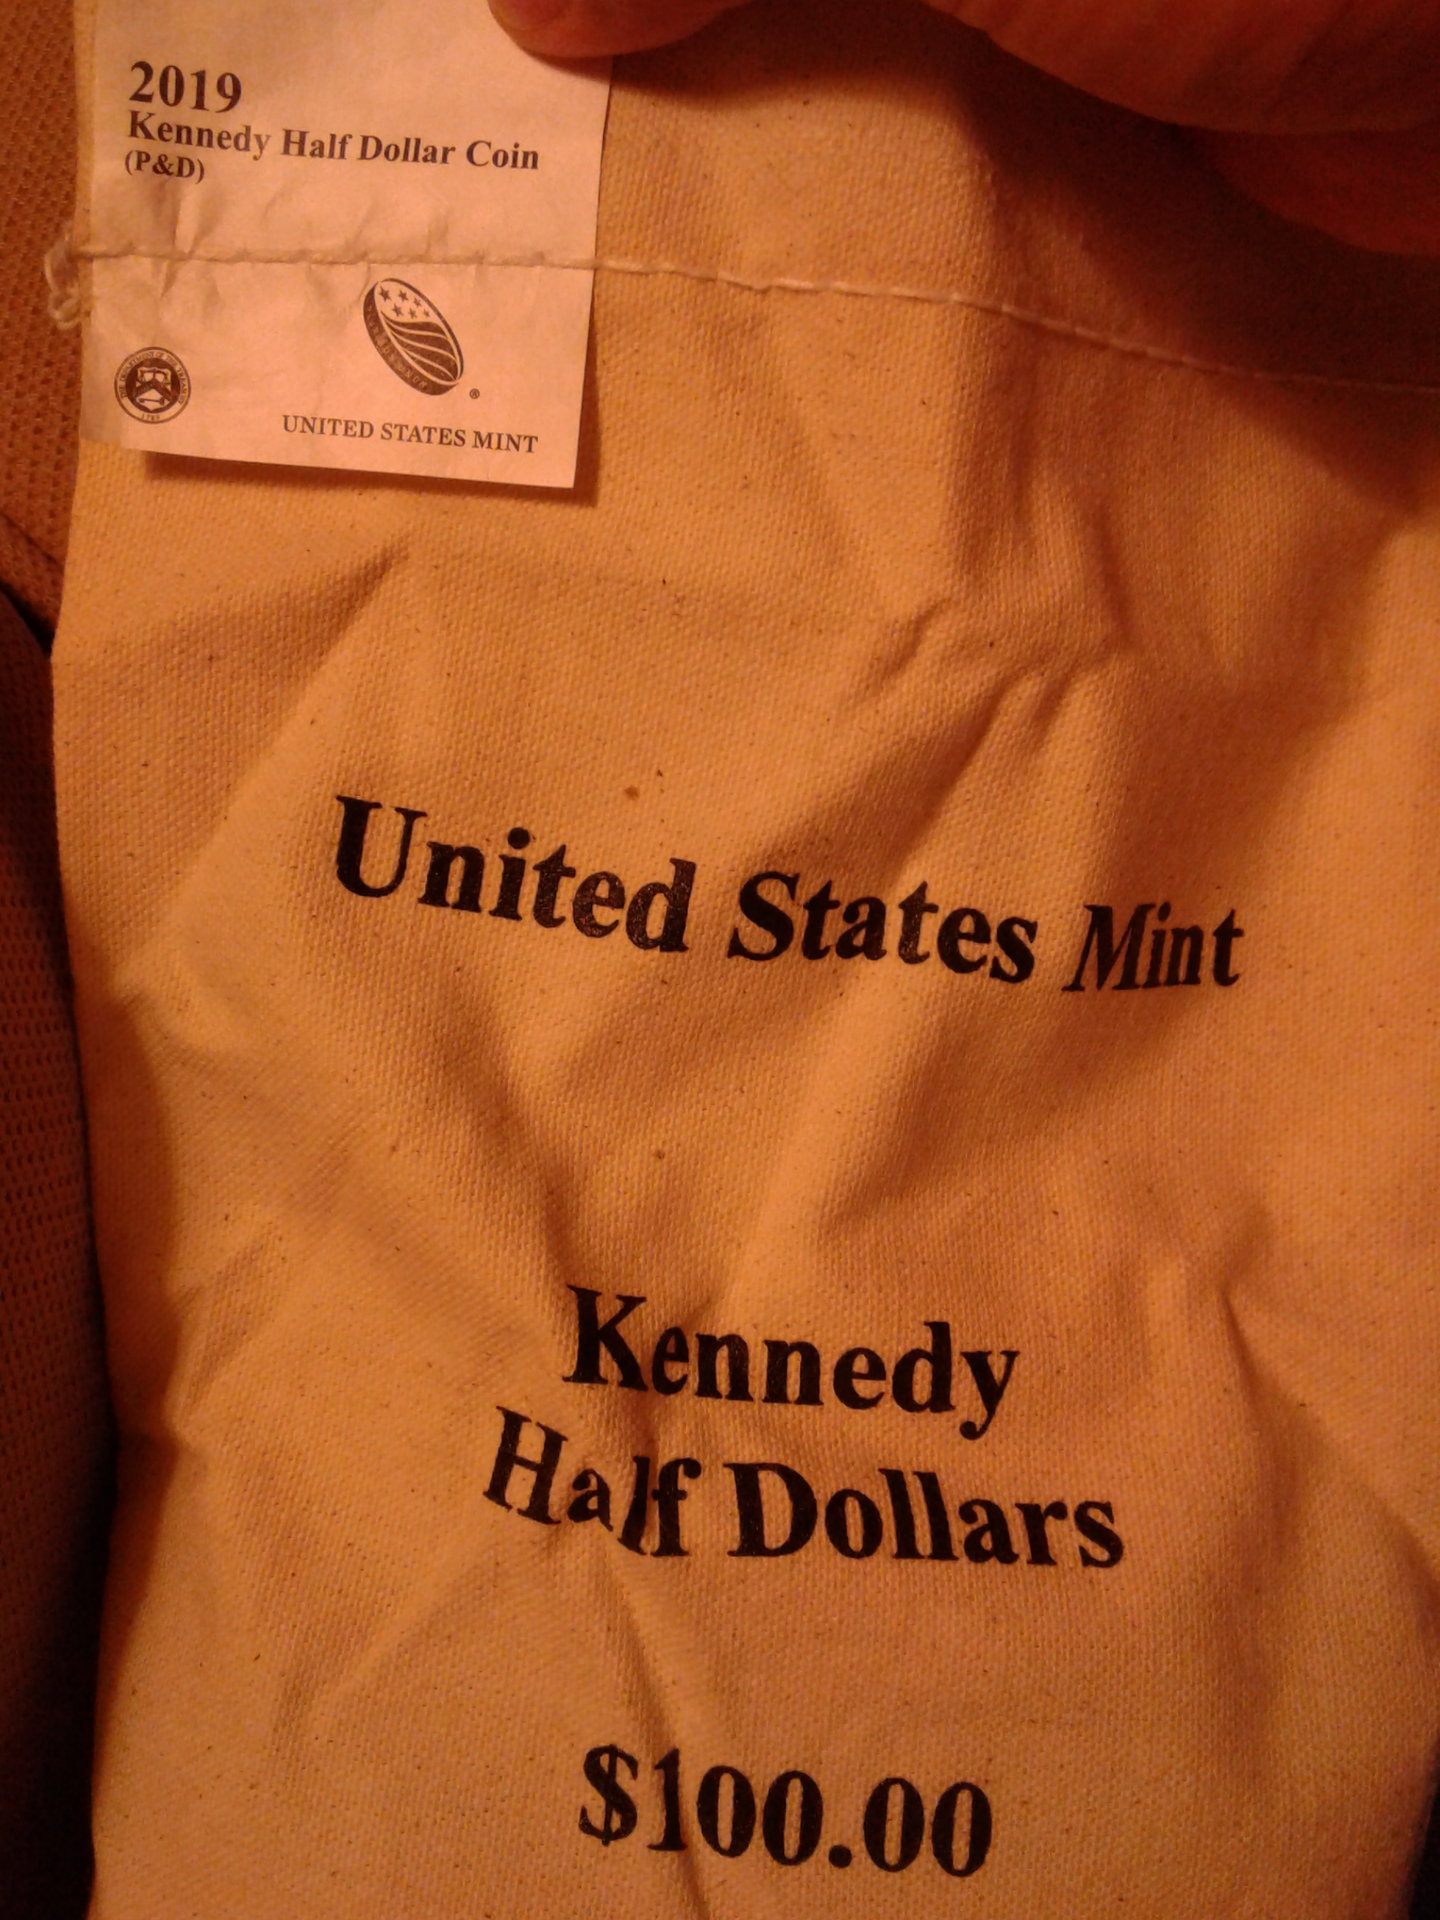 2019
Kennedy Half Dollar Coin
(P&D)
®
UNITED STATES MINT
United States Mint
Kennedy
Half Dollars
$100.00